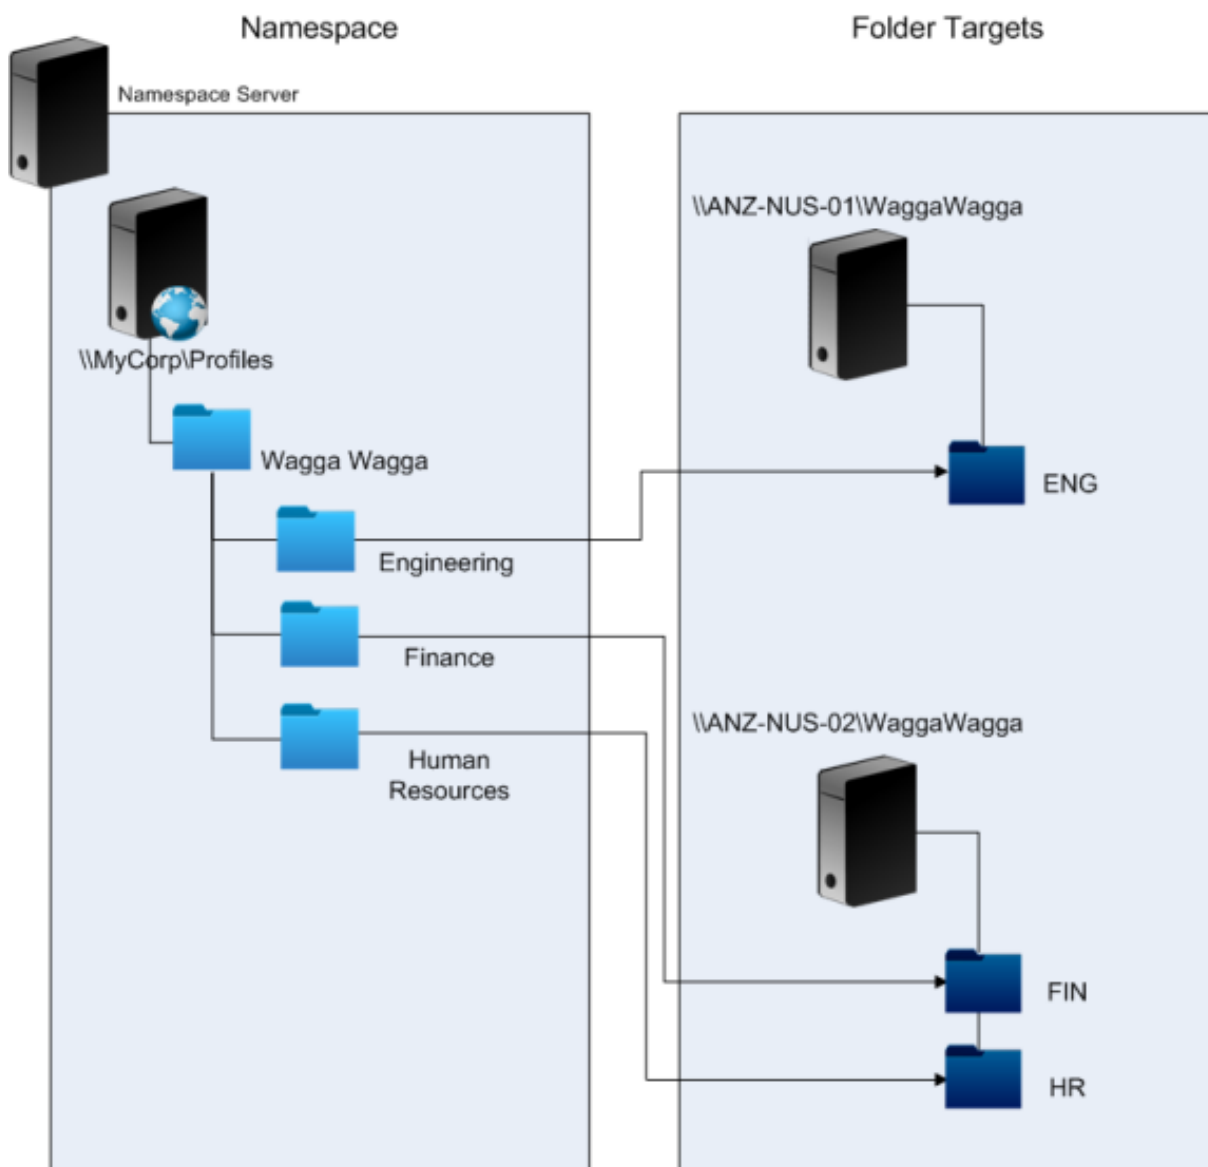 Namespace
Folder Targets
Namespace Server
\\MyCorp\Profiles
Wagga Wagga
Engineering
Finance
Human
Resources
\\ANZ-NUS-01\WaggaWagga
ENG
\\ANZ-NUS-02\WaggaWagga
FIN
HR